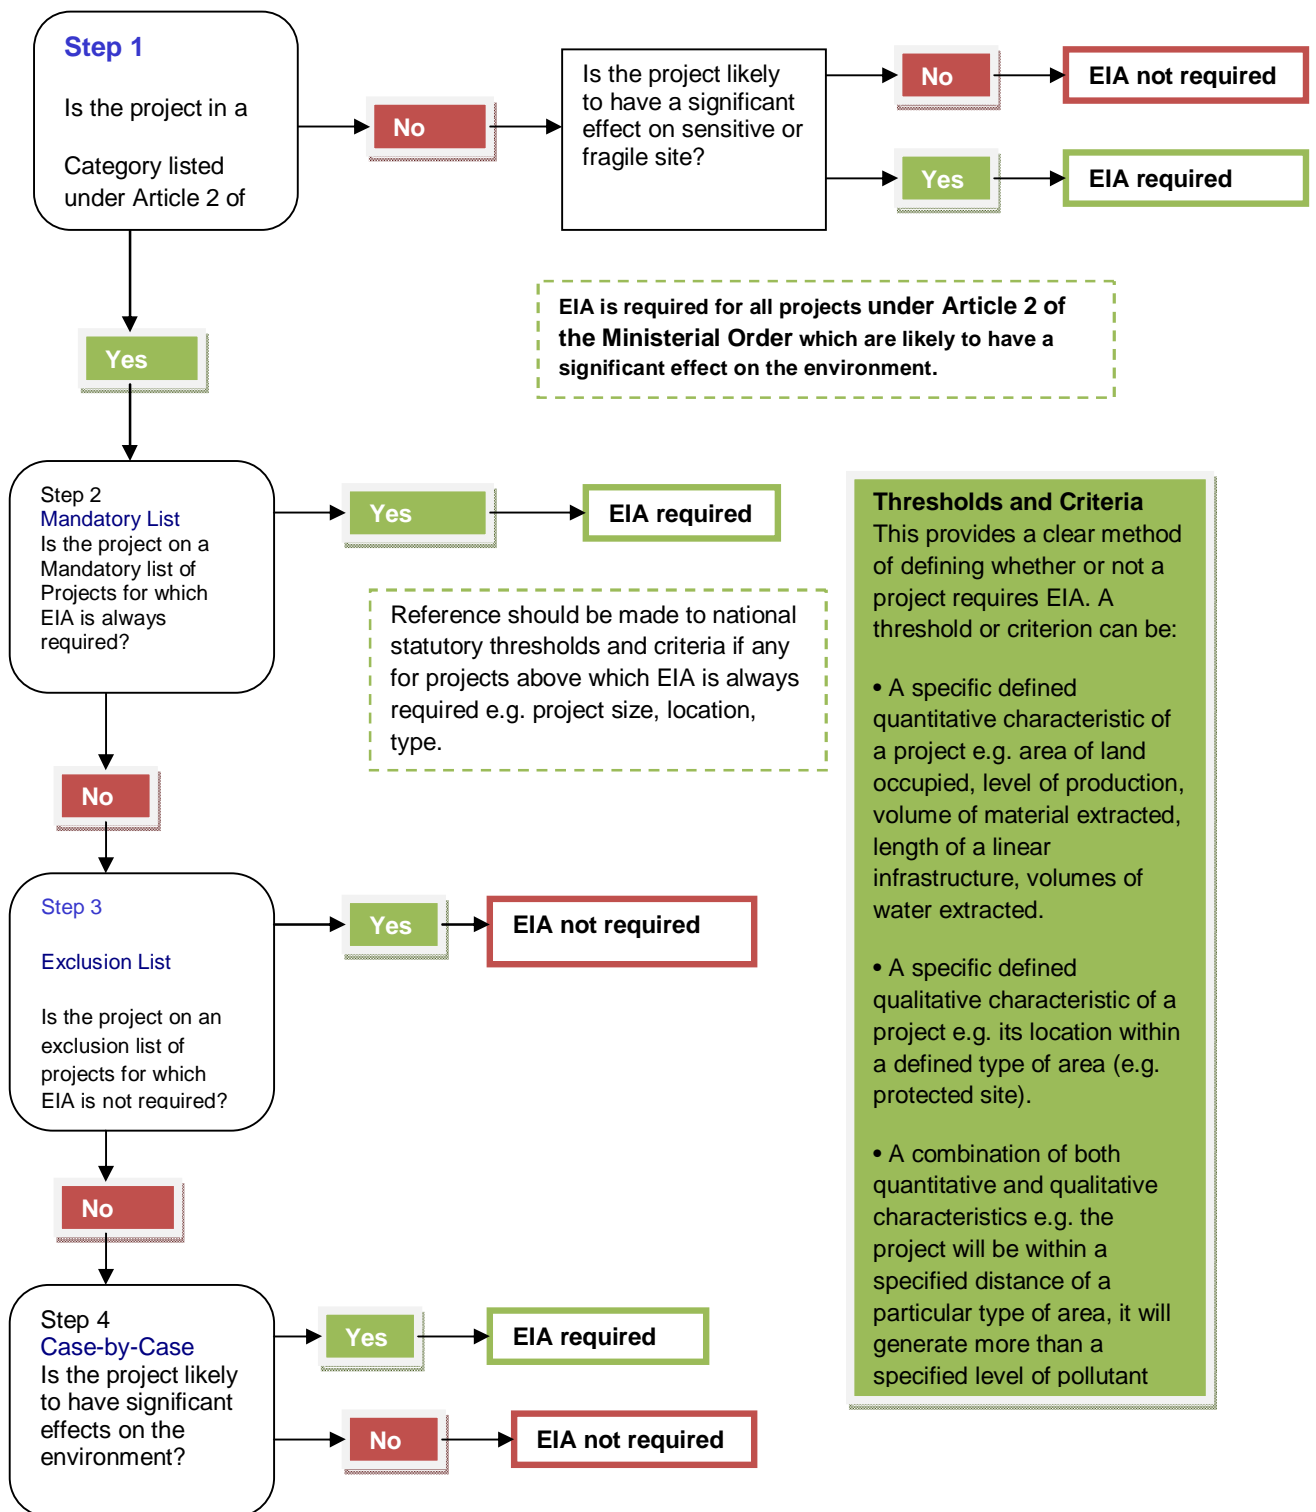 Step 1
Is the project in a
Category listed
under Article 2 of
No
Is the project likely
to have a significant
effect on sensitive or
fragile site?
No
EIA not required
Yes
EIA required
EIA is required for all projects under Article 2 of
the Ministerial Order which are likely to have a
significant effect on the environment.
Yes
Step 2
Mandatory List
Is the project on a
Mandatory list of
Projects for which
EIA is always
required?
Yes
EIA required
Reference should be made to national
statutory thresholds and criteria if any
for projects above which EIA is always
required e.g. project size, location,
type.
No
Step 3
Exclusion List
Is the project on an
exclusion list of
projects for which
EIA is not required?
Yes
EIA not required
No
Step 4
Case-by-Case
Is the project likely
to have significant
effects on the
environment?
Yes
EIA required
No
EIA not required
Thresholds and Criteria
This provides a clear method
of defining whether or not a
project requires EIA. A
threshold or criterion can be:
• A specific defined
quantitative characteristic of
a project e.g. area of land
occupied, level of production,
volume of material extracted,
length of a linear
infrastructure, volumes of
water extracted.
• A specific defined
qualitative characteristic of a
project e.g. its location within
a defined type of area (e.g.
protected site).
• A combination of both
quantitative and qualitative
characteristics e.g. the
project will be within a
specified distance of a
particular type of area, it will
generate more than a
specified level of pollutant